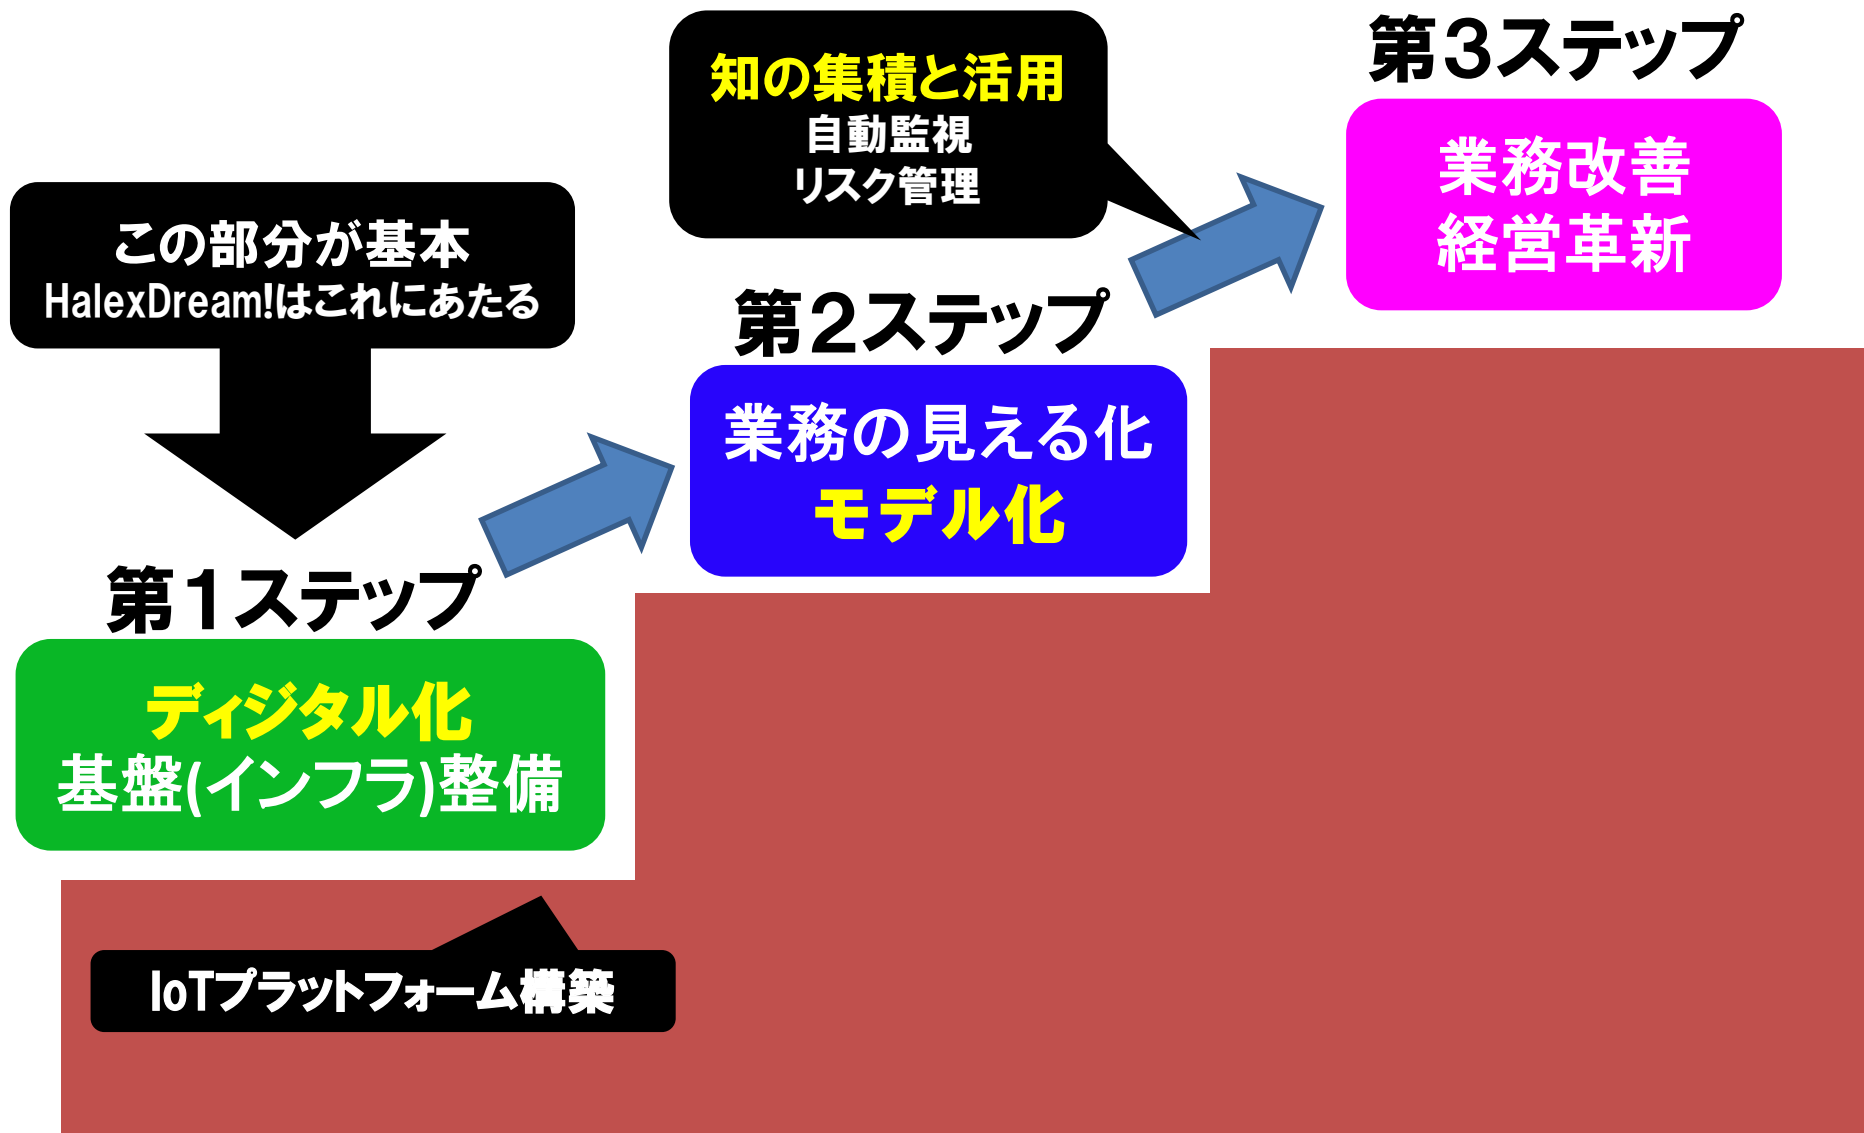 この部分が基本
HalexDream!はこれにあたる
第1ステップ
ディジタル化
基盤(インフラ)整備
IoTプラットフォーム構築
第2ステップ
業務の見える化
モデル化
知の集積と活用
自動監視
リスク管理
第3ステップ
業務改善
経営革新